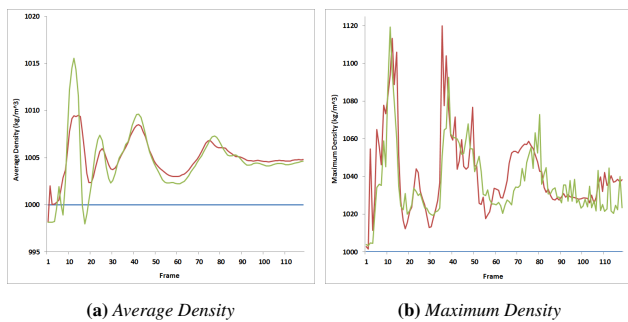 1020
1015
1010
1005
1000
995
Average Density (kg/m^3)
1 10 20 30 40 50 60 70 80 90 100 110
Frame
(a) Average Density
1120
1100
1080
1060
1040
1020
1000
Maximum Density (kg/m^3)
1 10 20 30 40 50 60 70 80 90 100 110
Frame
(b) Maximum Density